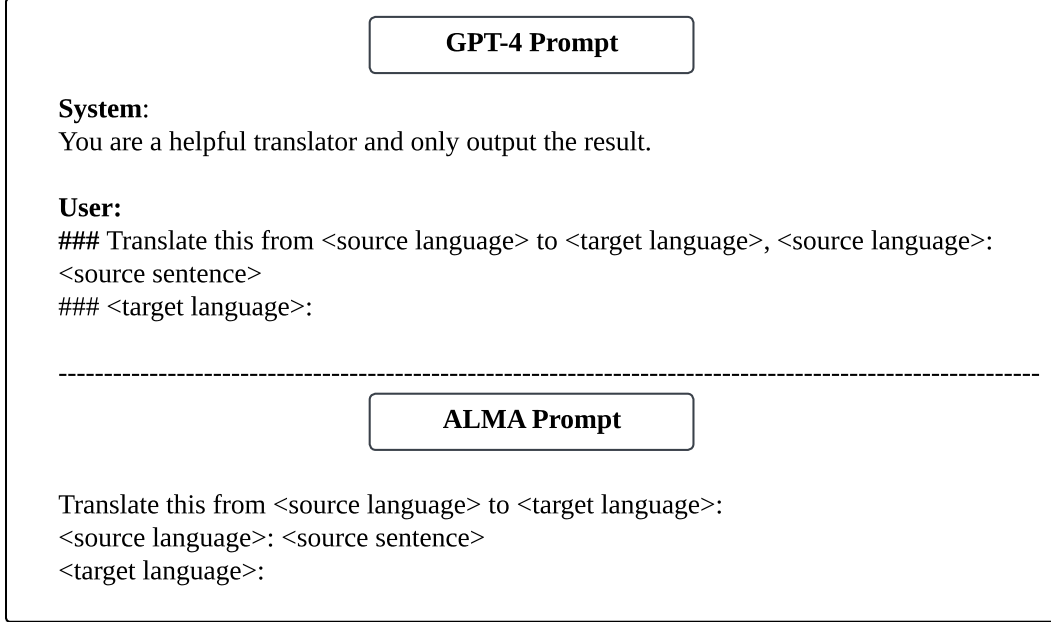 GPT-4 Prompt
System:
You are a helpful translator and only output the result.
User:
### Translate this from <source language> to <target language>, <source language>:
<source sentence>
### <target language>:
------------------------------------------------------------------------------------------------------------
ALMA Prompt
Translate this from <source language> to <target language>:
<source language>: <source sentence>
<target language>: